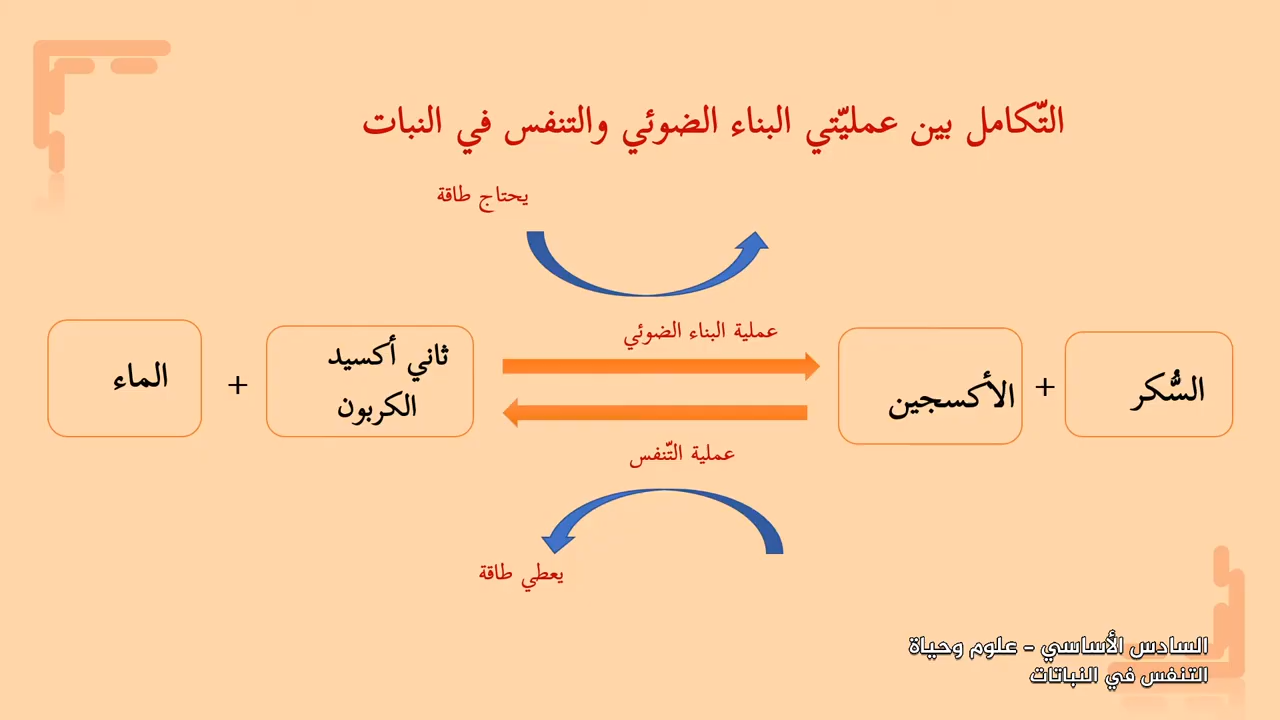 التّكامل بين عمليّتي البناء الضوئي والتنفس في النبات
يحتاج طاقة
عملية البناء الضوئي
السُّكر
+
الأكسجين
ثاني أكسيد
الكربون
+
الماء
عملية التّنفس
يعطي طاقة
السادس الأساسي - علوم وحياة
التنفس في النباتات